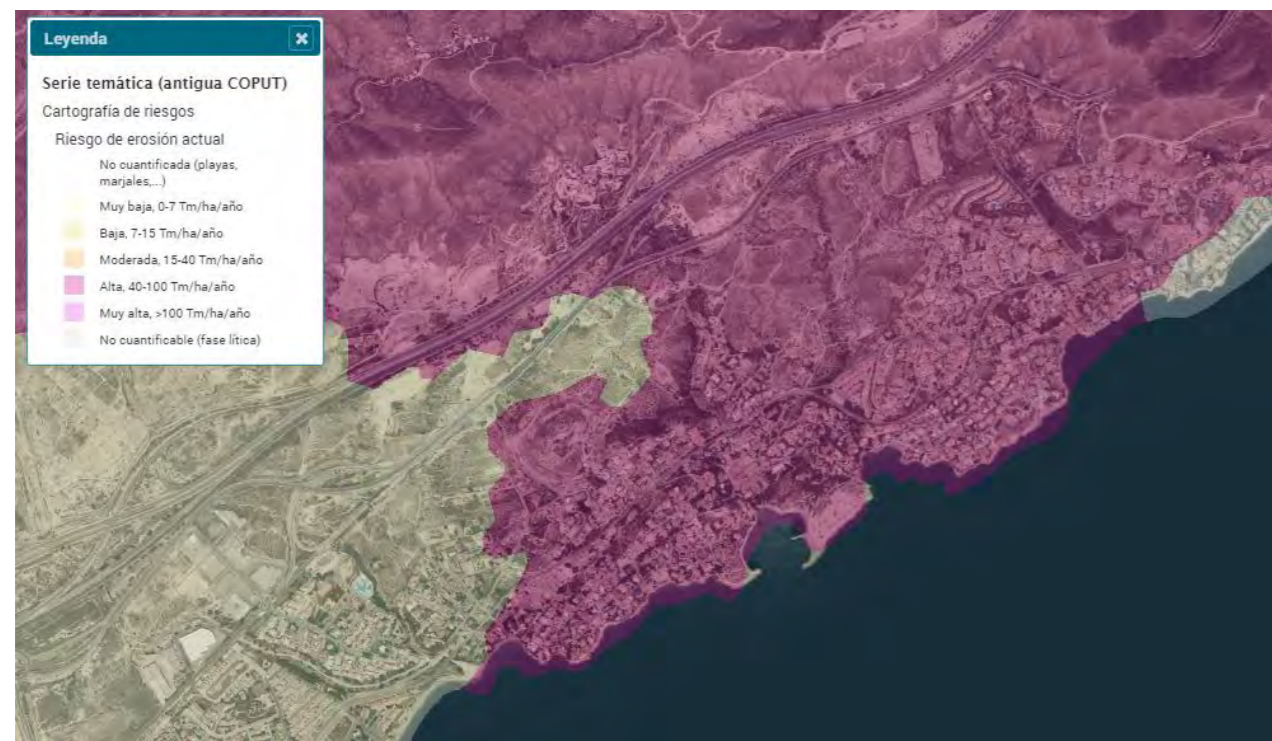 Leyenda
Serie temática (antigua COPUT)
Cartografía de riesgos
Riesgo de erosión actual
No cuantificada (playas,
marjales,...)
Muy baja, 0-7 Tm/ha/año
Baja, 7-15 Tm/ha/año
Moderada, 15-40 Tm/ha/año
Alta, 40-100 Tm/ha/año
Muy alta, >100 Tm/ha/año
No cuantificable (fase lítica)